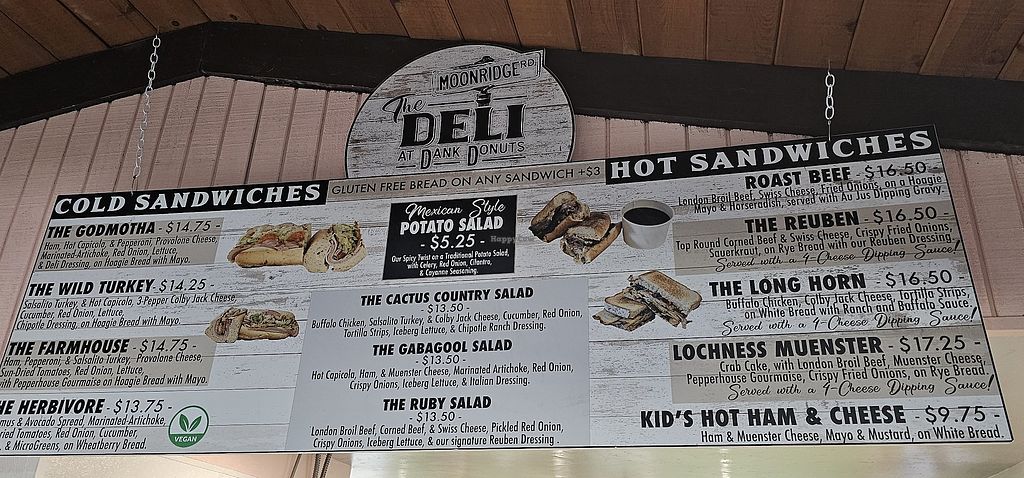 MOONRIDGE RD.
The
DELI
AT DANK DONUTS
COLD SANDWICHES
GLUTEN FREE BREAD ON ANY SANDWICH +$3
HOT SANDWICHES
THE GODMOTHA - $14.75 -
Ham, Hot Capicola, & Pepperoni, Provolone Cheese,
Marinated-Artichoke, Red Onion, Lettuce,
& Deli Dressing, on Hoagie Bread with Mayo.
THE WILD TURKEY - $14.25 -
Salsalito Turkey, & Hot Capicola, 3 Pepper Colby Jack Cheese,
Cucumber, Red Onion, Lettuce,
Chipotle Dressing, on Hoagie Bread with Mayo.
THE FARMHOUSE - $14.75 -
Ham, Pepperoni, & Salsalito Turkey, Provolone Cheese,
Sun-Dried Tomatoes, Red Onion, Lettuce,
with Pepperhouse Gourmaise on Hoagie Bread with Mayo.
HE HERBIVORE - $13.75 -
mus & Avocado Spread, Marinated-Artichoke,
ried Tomatoes, Red Onion, Cucumber,
& MicroGreens, on Wheatberry Bread.
VEGAN
Mexican Style
POTATO SALAD
- $5.25 -
Our Spicy Twist on a Traditional Potato Salad,
with Celery, Red Onion, Cilantro,
& Cayanne Seasoning.
THE CACTUS COUNTRY SALAD
- $13.50 -
Buffalo Chicken, Salsalito Turkey, & Colby Jack Cheese, Cucumber, Red Onion,
Tortilla Strips, Iceberg Lettuce, & Chipotle Ranch Dressing.
THE GABAGOOL SALAD
- $13.50 -
Hot Capicola, Ham, & Muenster Cheese, Marinated Artichoke, Red Onion,
Crispy Onions, Iceberg Lettuce, & Italian Dressing.
THE RUBY SALAD
- $13.50 -
London Broil Beef, Corned Beef, & Swiss Cheese, Pickled Red Onion,
Crispy Onions, Iceberg Lettuce, & our signature Reuben Dressing.
ROAST BEEF - $16.50 -
London Broil Beef, Swiss Cheese, Fried Onions, on a Hoagie
Mayo & Horseradish, served with Au Jus Dipping Gravy.
THE REUBEN - $16.50 -
Top Round Corned Beef & Swiss Cheese, Crispy Fried Onions,
Sauerkraut, on Rye Bread with our Reuben Dressing.
Served with a 4-Cheese Dipping Sauce!
THE LONG HORN - $16.50
Buffalo Chicken, Colby Jack Cheese, Tortilla Strips,
on White Bread with Ranch and Buffalo Sauce.
Served with a 4-Cheese Dipping Sauce!
LOCHNESS MUENSTER - $17.25 -
Crab Cake, with London Broil Beef, Muenster Cheese,
Pepperhouse Gourmaise, Crispy Fried Onions, on Rye Bread.
Served with a 4-Cheese Dipping Sauce!
KID'S HOT HAM & CHEESE - $9.75 -
Ham & Muenster Cheese, Mayo & Mustard, on White Bread.